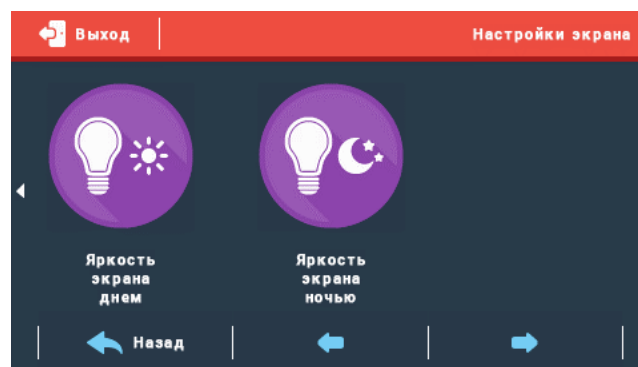 Выход
Настройки экрана
Яркость
экрана
днем
Яркость
экрана
ночью
Назад